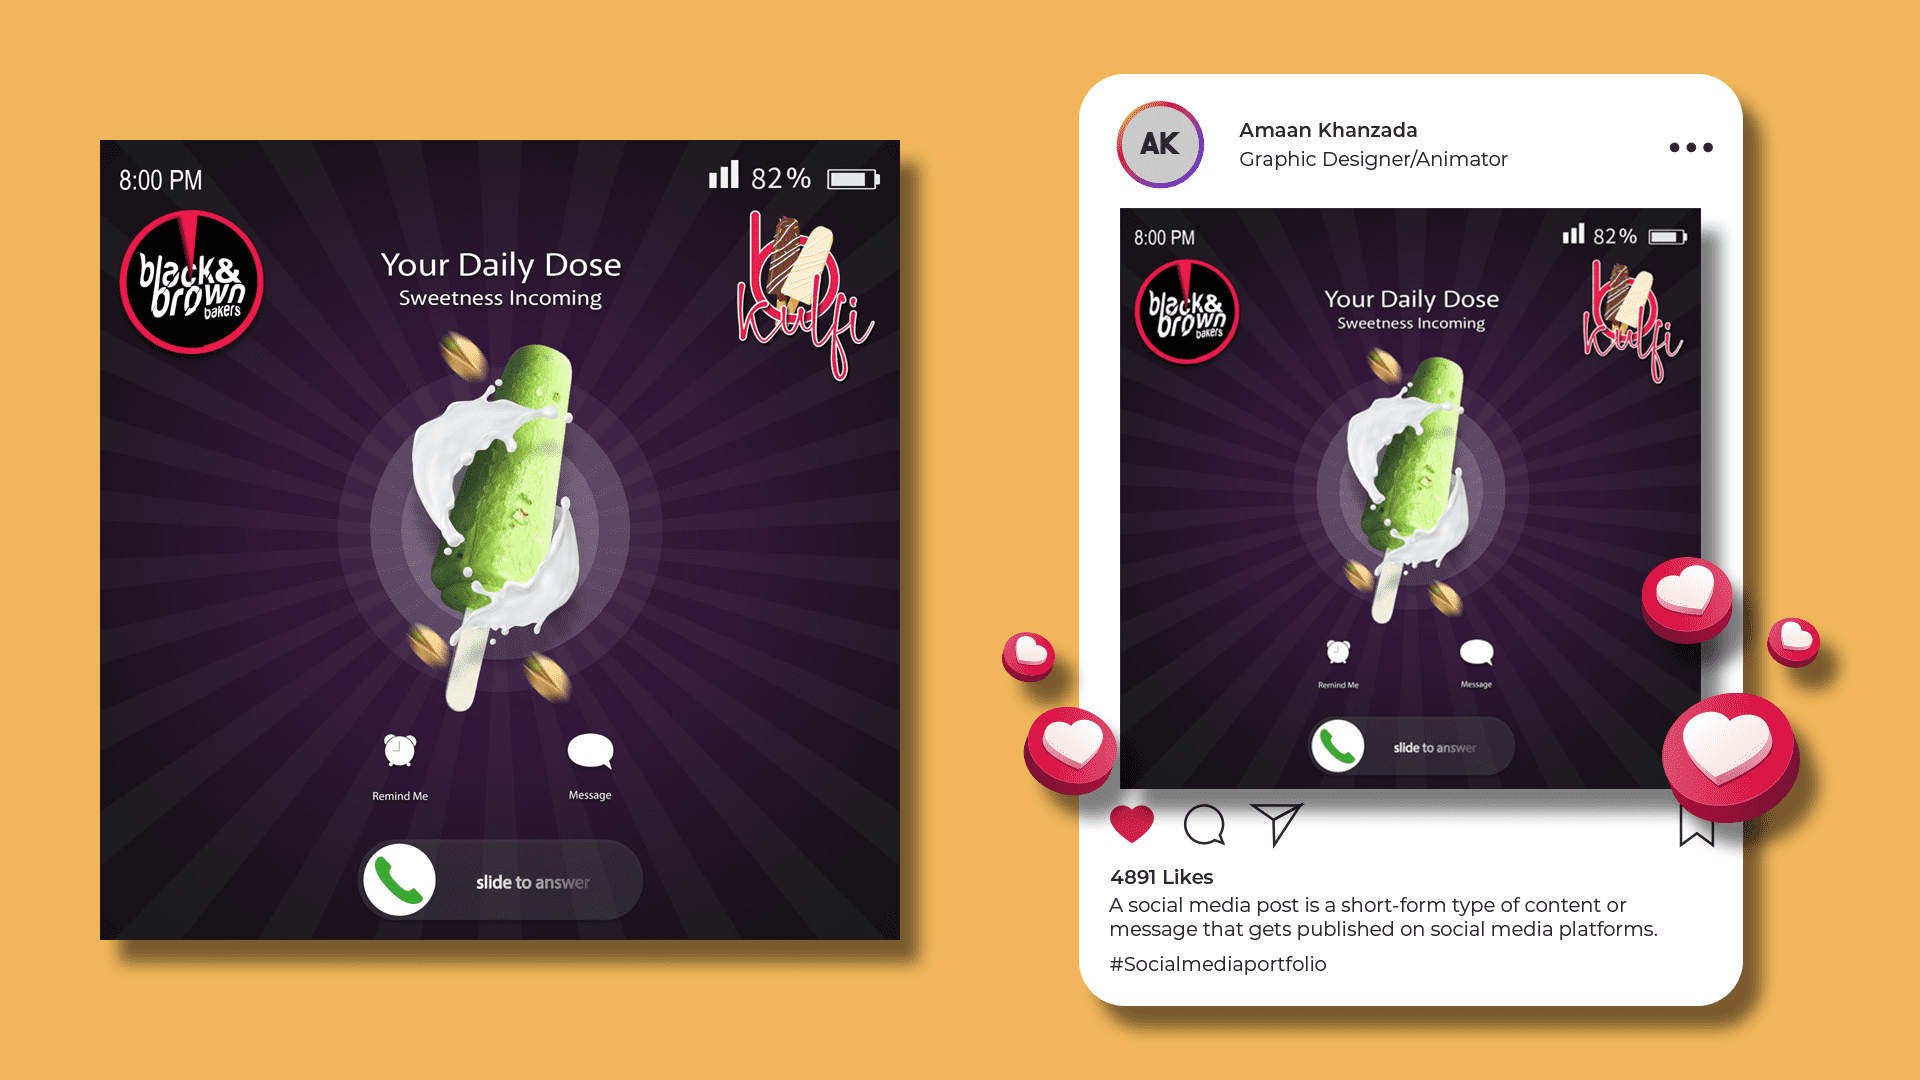 8:00 PM
82%
black&
brown
bakers
b
kulfi
Your Daily Dose
Sweetness Incoming
Remind Me
Message
slide to answer
AK
Amaan Khanzada
Graphic Designer/Animator
8:00 PM
82%
black&
brown
bakers
b
kulfi
Your Daily Dose
Sweetness Incoming
Remind Me
Message
slide to answer
4891 Likes
A social media post is a short-form type of content or
message that gets published on social media platforms.
#Socialmediaportfolio